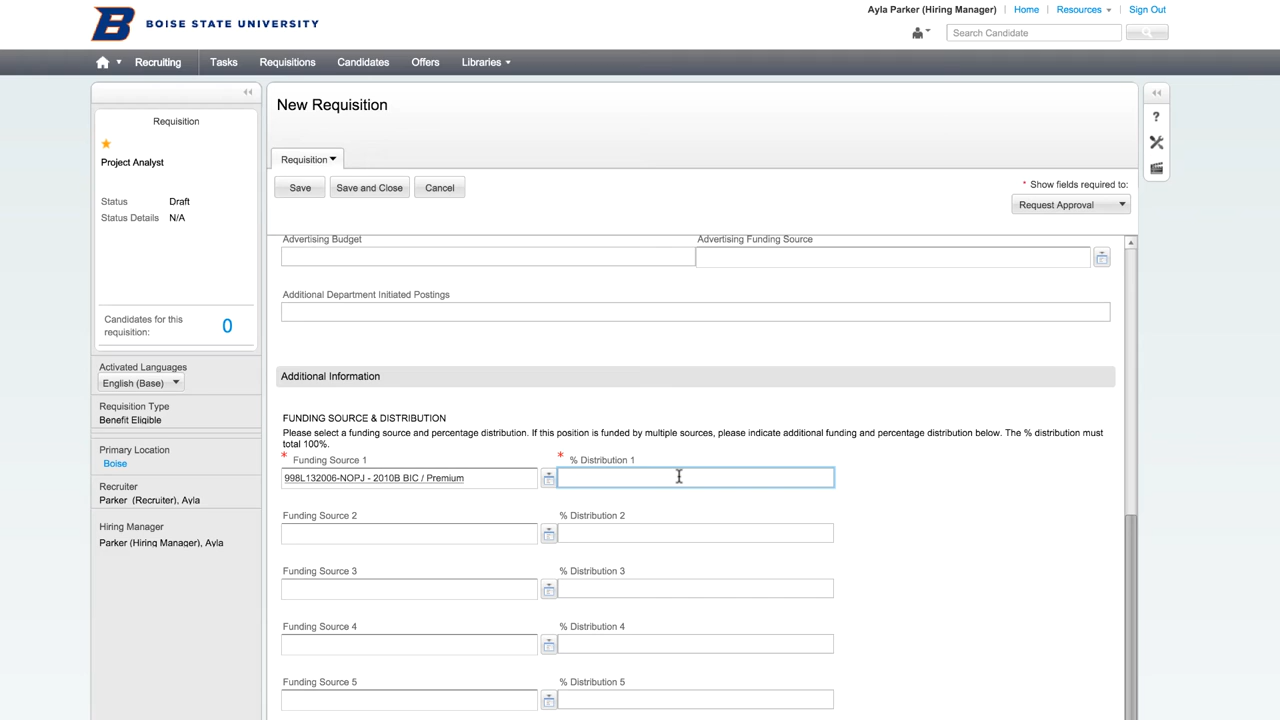 B BOISE STATE UNIVERSITY
Ayla Parker (Hiring Manager) Home Resources Sign Out
Search Candidate
Recruiting Tasks Requisitions Candidates Offers Libraries
Requisition
Project Analyst
Status Draft
Status Details N/A
Candidates for this
requisition: 0
Activated Languages
English (Base)
Requisition Type
Benefit Eligible
Primary Location
Boise
Recruiter
Parker (Recruiter), Ayla
Hiring Manager
Parker (Hiring Manager), Ayla
New Requisition
Requisition
Save Save and Close Cancel
* Show fields required to:
Request Approval
Advertising Budget Advertising Funding Source
Additional Department Initiated Postings
Additional Information
FUNDING SOURCE & DISTRIBUTION
Please select a funding source and percentage distribution. If this position is funded by multiple sources, please indicate additional funding and percentage distribution below. The % distribution must
total 100%.
* Funding Source 1 * % Distribution 1
998L132006-NOPJ - 2010B BIC / Premium
Funding Source 2 % Distribution 2
Funding Source 3 % Distribution 3
Funding Source 4 % Distribution 4
Funding Source 5 % Distribution 5
?